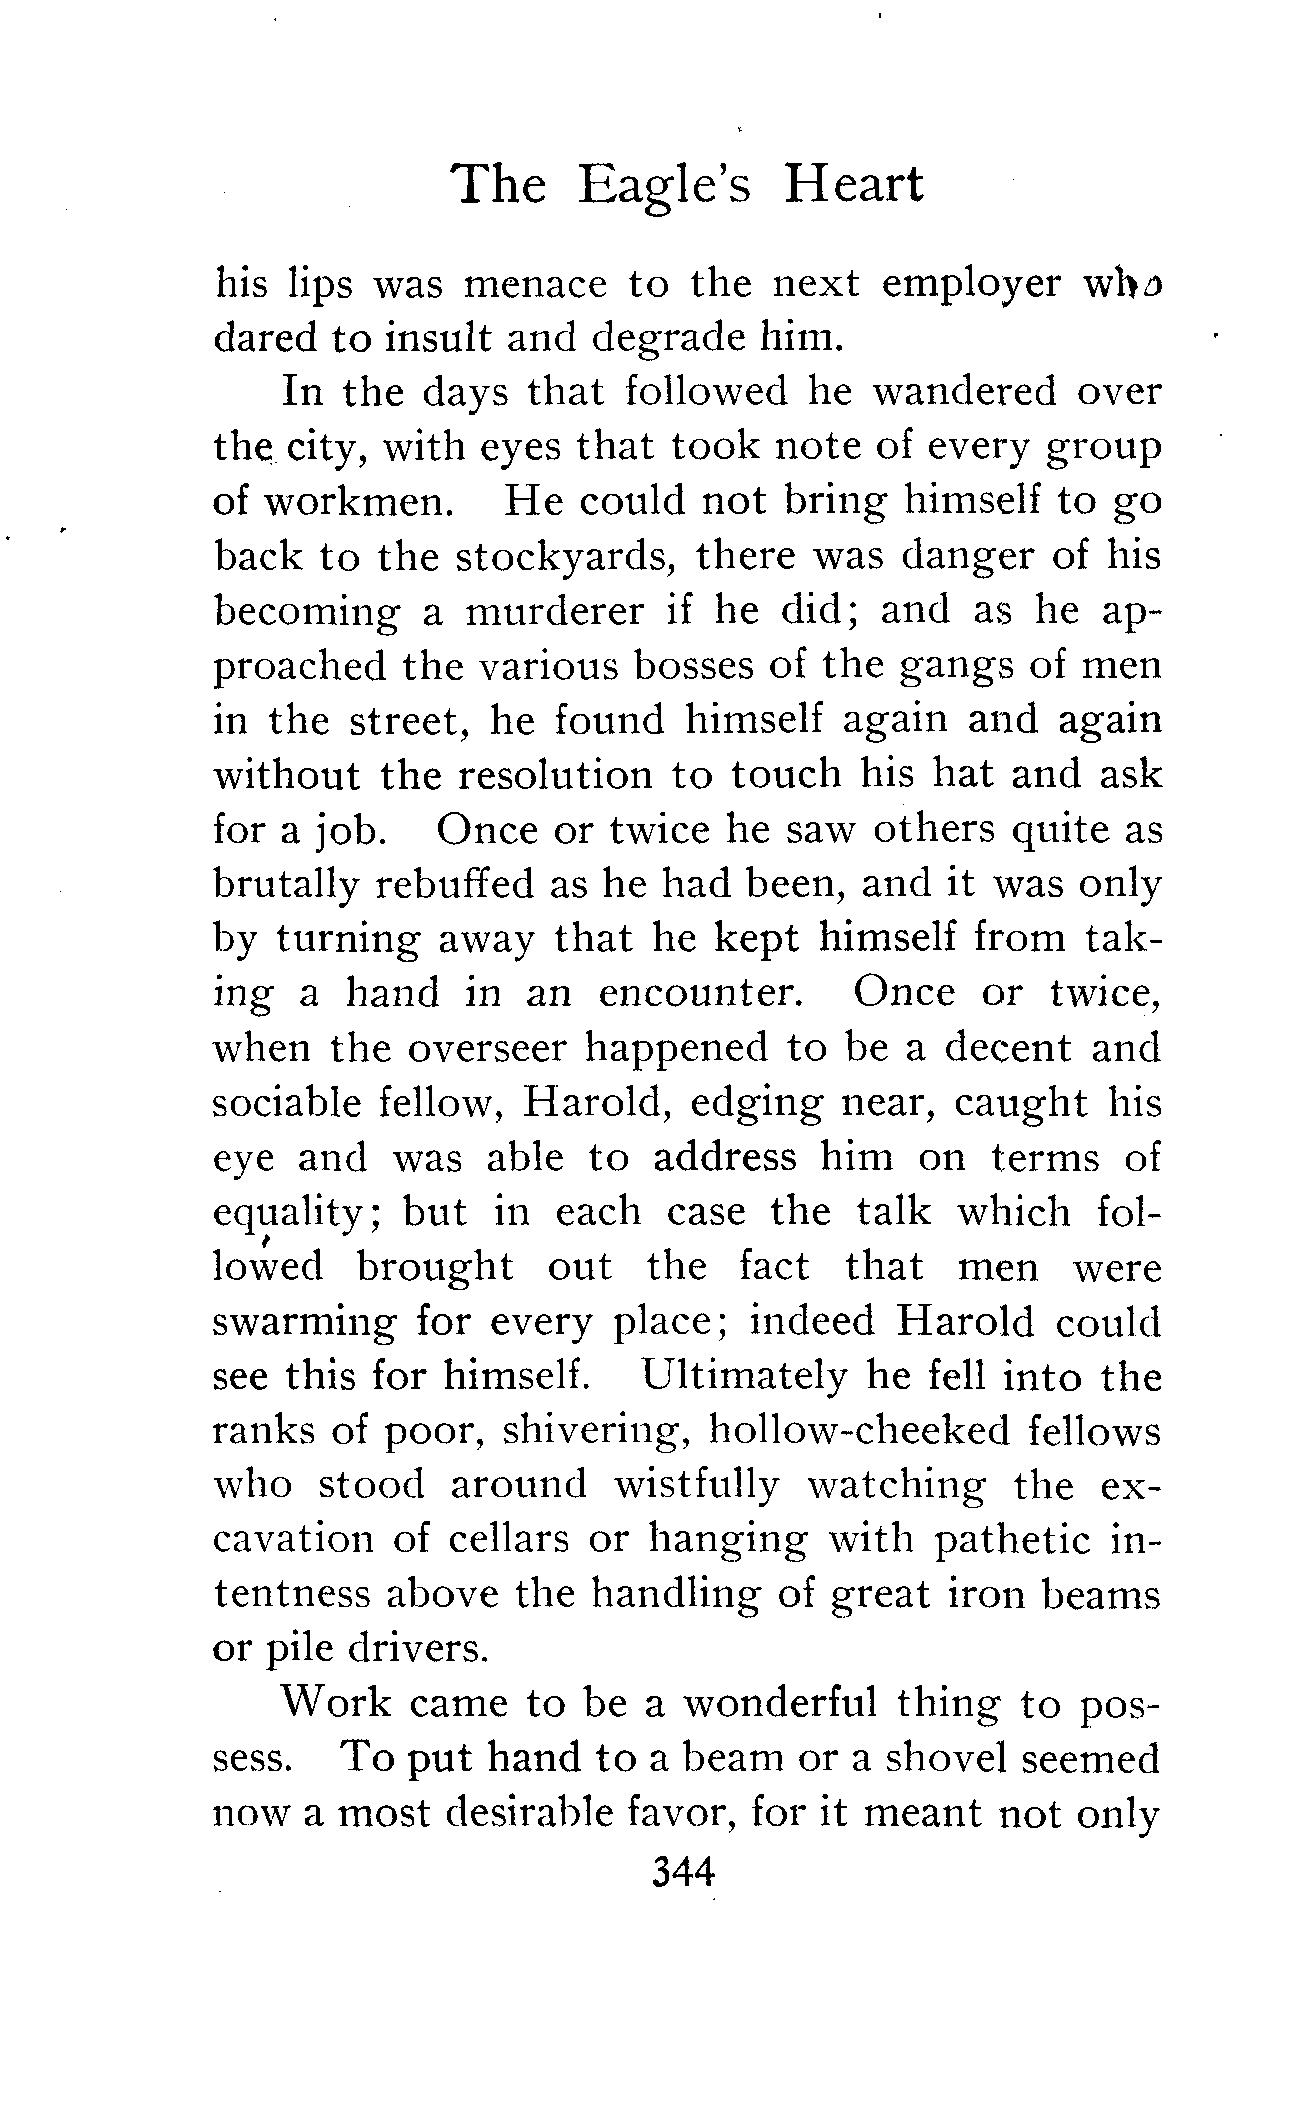 The Eagle's Heart
his lips was menace to the next employer who
dared to insult and degrade him.
In the days that followed he wandered over
the city, with eyes that took note of every group
of workmen. He could not bring himself to go
back to the stockyards, there was danger of his
becoming a murderer if he did; and as he ap-
proached the various bosses of the gangs of men
in the street, he found himself again and again
without the resolution to touch his hat and ask
for a job. Once or twice he saw others quite as
brutally rebuffed as he had been, and it was only
by turning away that he kept himself from tak-
ing a hand in an encounter. Once or twice,
when the overseer happened to be a decent and
sociable fellow, Harold, edging near, caught his
eye and was able to address him on terms of
equality; but in each case the talk which fol-
lowed brought out the fact that men were
swarming for every place; indeed Harold could
see this for himself. Ultimately he fell into the
ranks of poor, shivering, hollow-cheeked fellows
who stood around wistfully watching the ex-
cavation of cellars or hanging with pathetic in-
tentness above the handling of great iron beams
or pile drivers.
Work came to be a wonderful thing to pos-
sess. To put hand to a beam or a shovel seemed
now a most desirable favor, for it meant not only
344